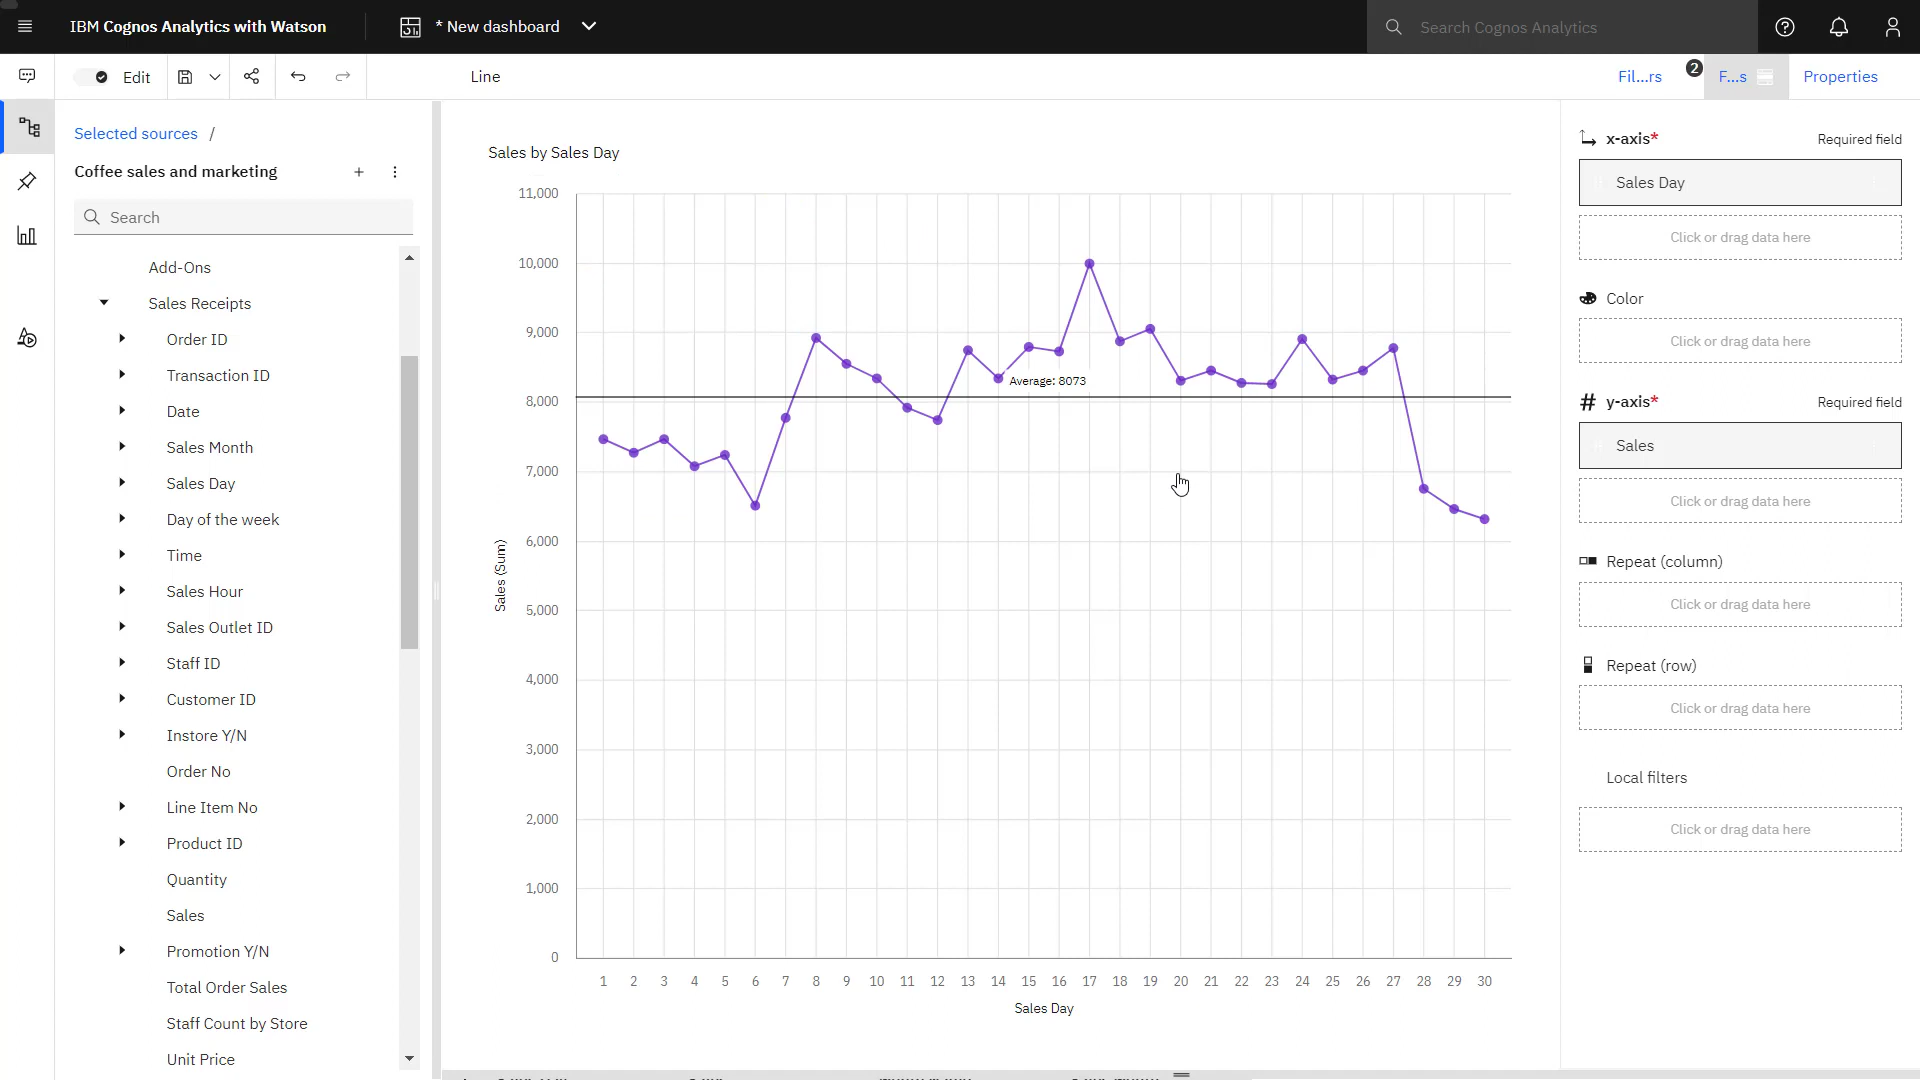 IBM Cognos Analytics with Watson
* New dashboard
Search Cognos Analytics
Edit
Line
Fil...rs
2
F...s
Properties
Selected sources /
Coffee sales and marketing
Search
Add-Ons
Sales Receipts
Order ID
Transaction ID
Date
Sales Month
Sales Day
Day of the week
Time
Sales Hour
Sales Outlet ID
Staff ID
Customer ID
Instore Y/N
Order No
Line Item No
Product ID
Quantity
Sales
Promotion Y/N
Total Order Sales
Staff Count by Store
Unit Price
Sales by Sales Day
11,000
10,000
9,000
8,000
7,000
6,000
5,000
4,000
3,000
2,000
1,000
0
Sales (Sum)
Average: 8073
1 2 3 4 5 6 7 8 9 10 11 12 13 14 15 16 17 18 19 20 21 22 23 24 25 26 27 28 29 30
Sales Day
x-axis* Required field
Sales Day
Click or drag data here
Color
Click or drag data here
y-axis* Required field
Sales
Click or drag data here
Repeat (column)
Click or drag data here
Repeat (row)
Click or drag data here
Local filters
Click or drag data here